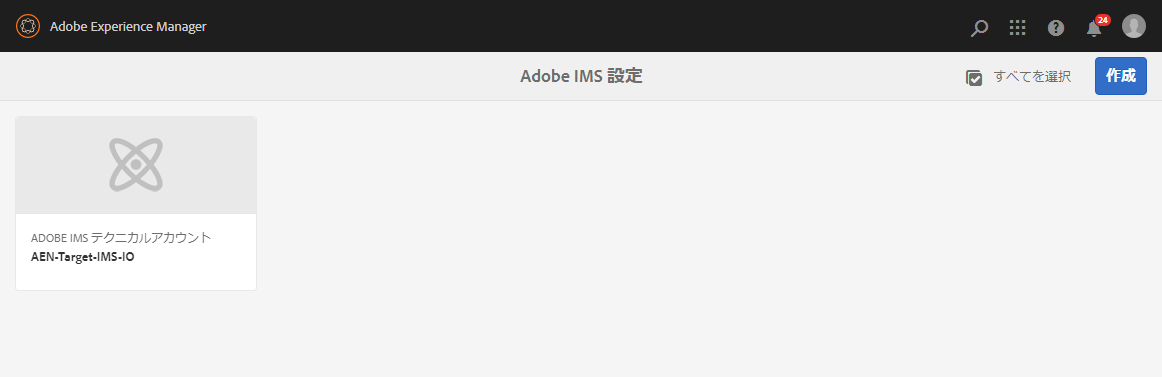 Adobe Experience Manager
24
Adobe IMS 設定
すべてを選択
作成
ADOBE IMS テクニカルアカウント
AEN-Target-IMS-IO